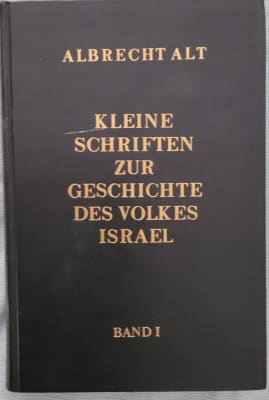 ALBRECHT ALT
KLEINE
SCHRIFTEN
ZUR
GESCHICHTE
DES VOLKES
ISRAEL
BAND I